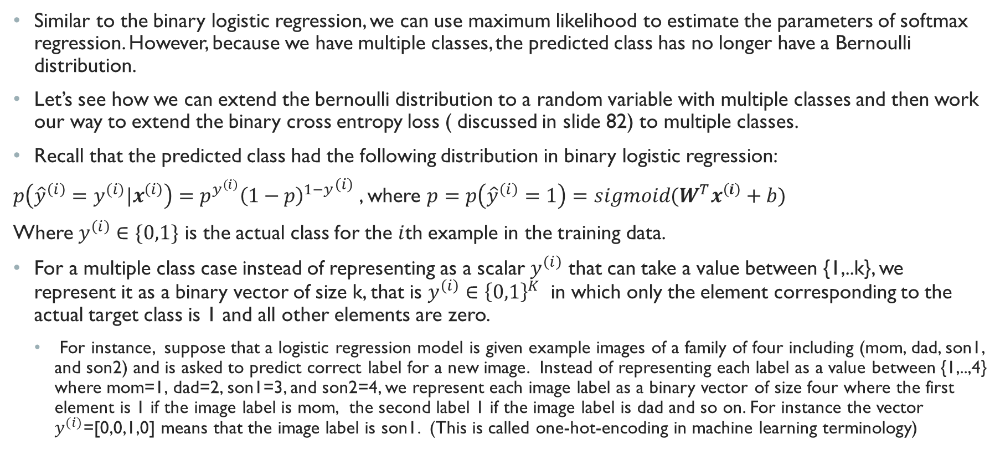 • Similar to the binary logistic regression, we can use maximum likelihood to estimate the parameters of softmax
regression. However, because we have multiple classes, the predicted class has no longer have a Bernoulli
distribution.
• Let's see how we can extend the bernoulli distribution to a random variable with multiple classes and then work
our way to extend the binary cross entropy loss ( discussed in slide 82) to multiple classes.
• Recall that the predicted class had the following distribution in binary logistic regression:
$p(\hat{y}^{(i)} = y^{(i)}|\boldsymbol{x}^{(i)}) = p^{y^{(i)}}(1-p)^{1-y^{(i)}}$ , where $p = p(\hat{y}^{(i)} = 1) = sigmoid(\boldsymbol{W}^T\boldsymbol{x}^{(\boldsymbol{i})} + b)$
Where $y^{(i)} \in \{0,1\}$ is the actual class for the $i$th example in the training data.
• For a multiple class case instead of representing as a scalar $y^{(i)}$ that can take a value between {1,..k}, we
represent it as a binary vector of size k, that is $y^{(i)} \in \{0,1\}^K$ in which only the element corresponding to the
actual target class is 1 and all other elements are zero.
• For instance, suppose that a logistic regression model is given example images of a family of four including (mom, dad, son1,
and son2) and is asked to predict correct label for a new image. Instead of representing each label as a value between {1,..,4}
where mom=1, dad=2, son1=3, and son2=4, we represent each image label as a binary vector of size four where the first
element is 1 if the image label is mom, the second label 1 if the image label is dad and so on. For instance the vector
$y^{(i)}$=[0,0,1,0] means that the image label is son1. (This is called one-hot-encoding in machine learning terminology)